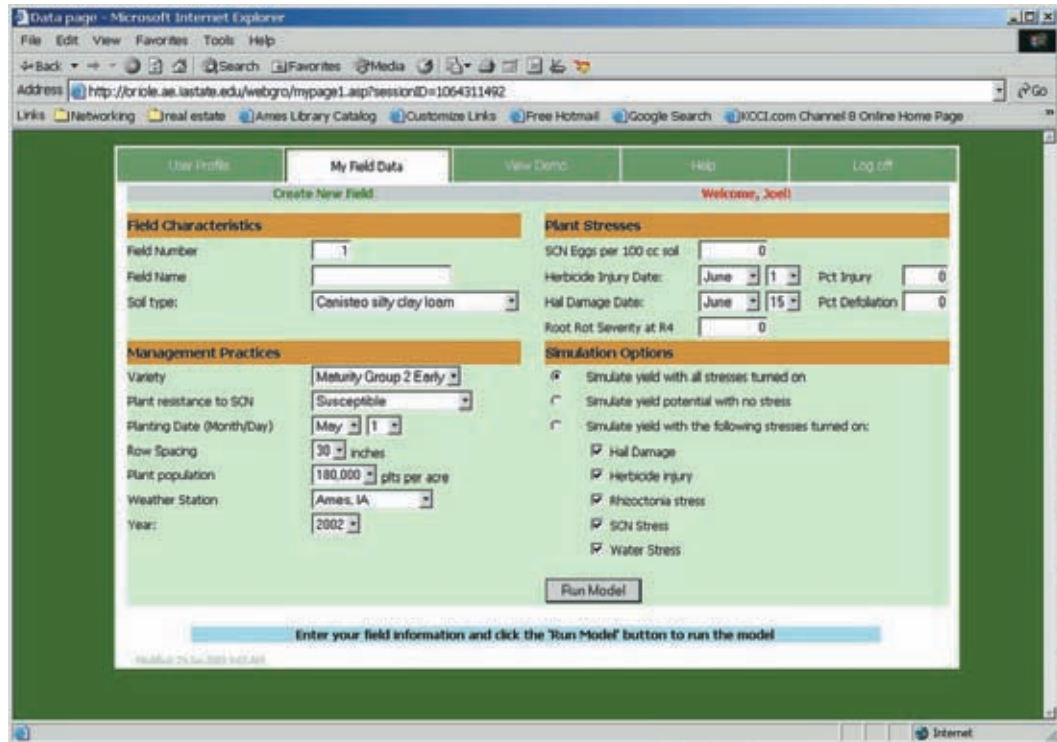 Data page - Microsoft Internet Explorer
File Edit View Favorites Tools Help
Back Search Favorites Media
Address http://oriole.ae.iastate.edu/webgro/mypage1.asp?sessionID=1064311492 Go
Links Networking real estate Ames Library Catalog Customize Links Free Hotmail Google Search KCCI.com Channel 8 Online Home Page
User Profile My Field Data View Demo Help Log off
Create New Field Welcome, Joel!
Field Characteristics
Field Number 1
Field Name
Soil type: Canisteo silty clay loam
Plant Stresses
SCN Eggs per 100 cc soil 0
Herbicide Injury Date: June 1 Pct Injury 0
Hail Damage Date: June 15 Pct Defoliation 0
Root Rot Severity at R4 0
Management Practices
Variety Maturity Group 2 Early
Plant resistance to SCN Susceptible
Planting Date (Month/Day) May 1
Row Spacing 30 inches
Plant population 180,000 plts per acre
Weather Station Ames, IA
Year: 2002
Simulation Options
Simulate yield with all stresses turned on
Simulate yield potential with no stress
Simulate yield with the following stresses turned on:
Hail Damage
Herbicide injury
Rhizoctonia stress
SCN Stress
Water Stress
Run Model
Enter your field information and click the 'Run Model' button to run the model
Internet